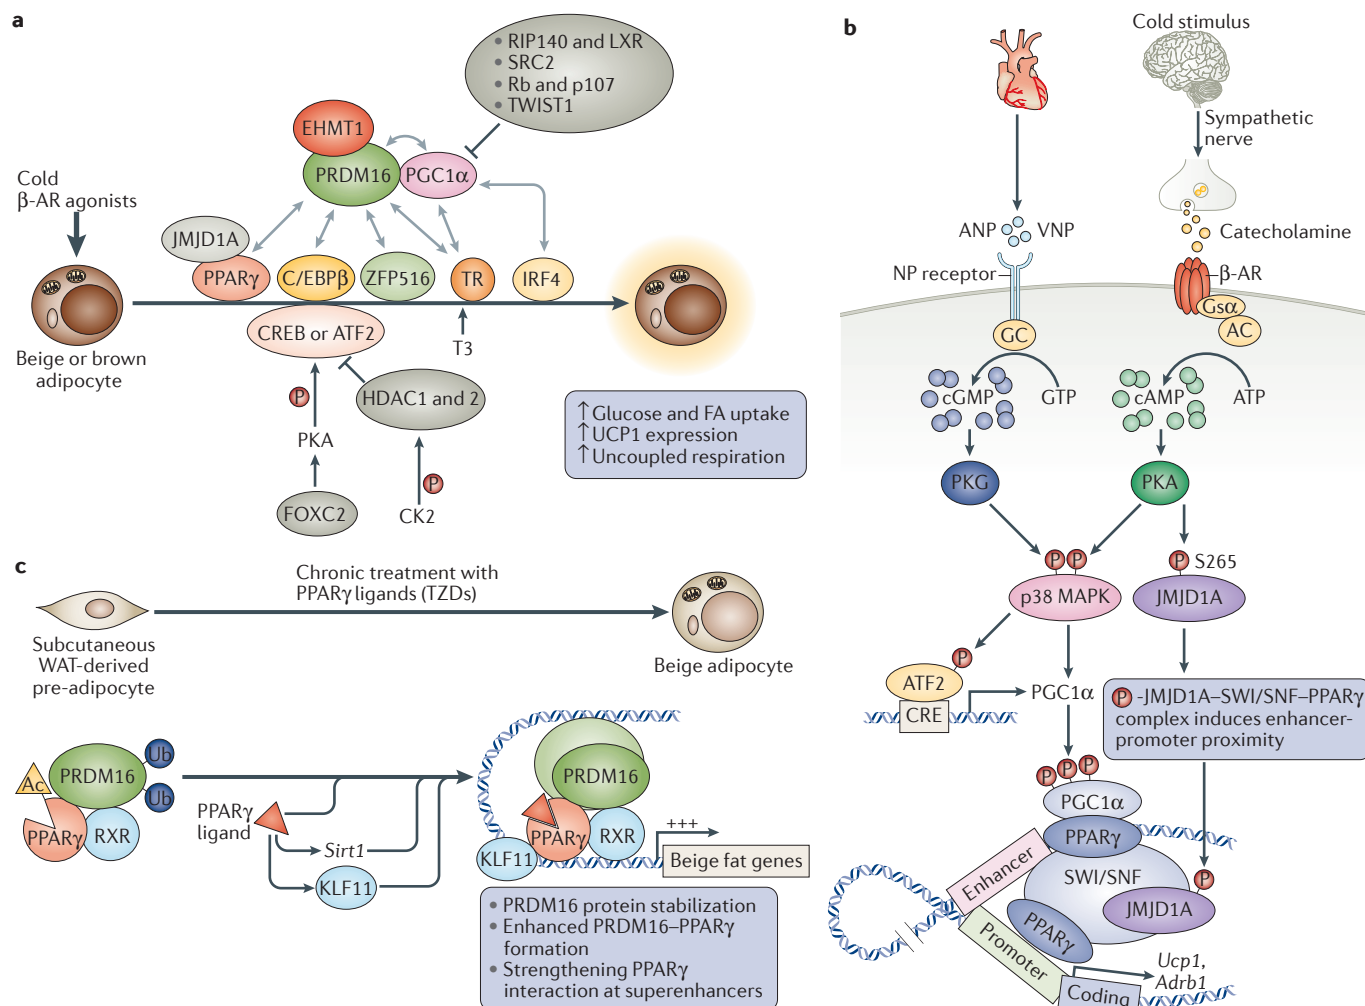 a
• RIP140 and LXR
• SRC2
• Rb and p107
• TWIST1
EHMT1
PRDM16
PGC1α
Cold
β-AR agonists
JMJD1A
PPARγ
C/EBPβ
ZFP516
TR
IRF4
CREB or ATF2
T3
Beige or brown
adipocyte
P
HDAC1 and 2
PKA
P
FOXC2
CK2
↑ Glucose and FA uptake
↑ UCP1 expression
↑ Uncoupled respiration
b
Cold stimulus
Sympathetic
nerve
ANP
VNP
Catecholamine
NP receptor
β-AR
Gsα
AC
GC
cGMP
GTP
cAMP
ATP
PKG
PKA
P
P
P
S265
p38 MAPK
JMJD1A
P
ATF2
CRE
PGC1α
P -JMJD1A–SWI/SNF–PPARγ
complex induces enhancer-
promoter proximity
P
P
P
PGC1α
PPARγ
Enhancer
SWI/SNF
P
JMJD1A
PPARγ
Promoter
Coding
Ucp1,
Adrb1
c
Chronic treatment with
PPARγ ligands (TZDs)
Subcutaneous
WAT-derived
pre-adipocyte
Beige adipocyte
Ac
PRDM16
Ub
Ub
PPARγ
RXR
PPARγ
ligand
Sirt1
KLF11
PRDM16
PPARγ
RXR
KLF11
+++
Beige fat genes
• PRDM16 protein stabilization
• Enhanced PRDM16–PPARγ
formation
• Strengthening PPARγ
interaction at superenhancers